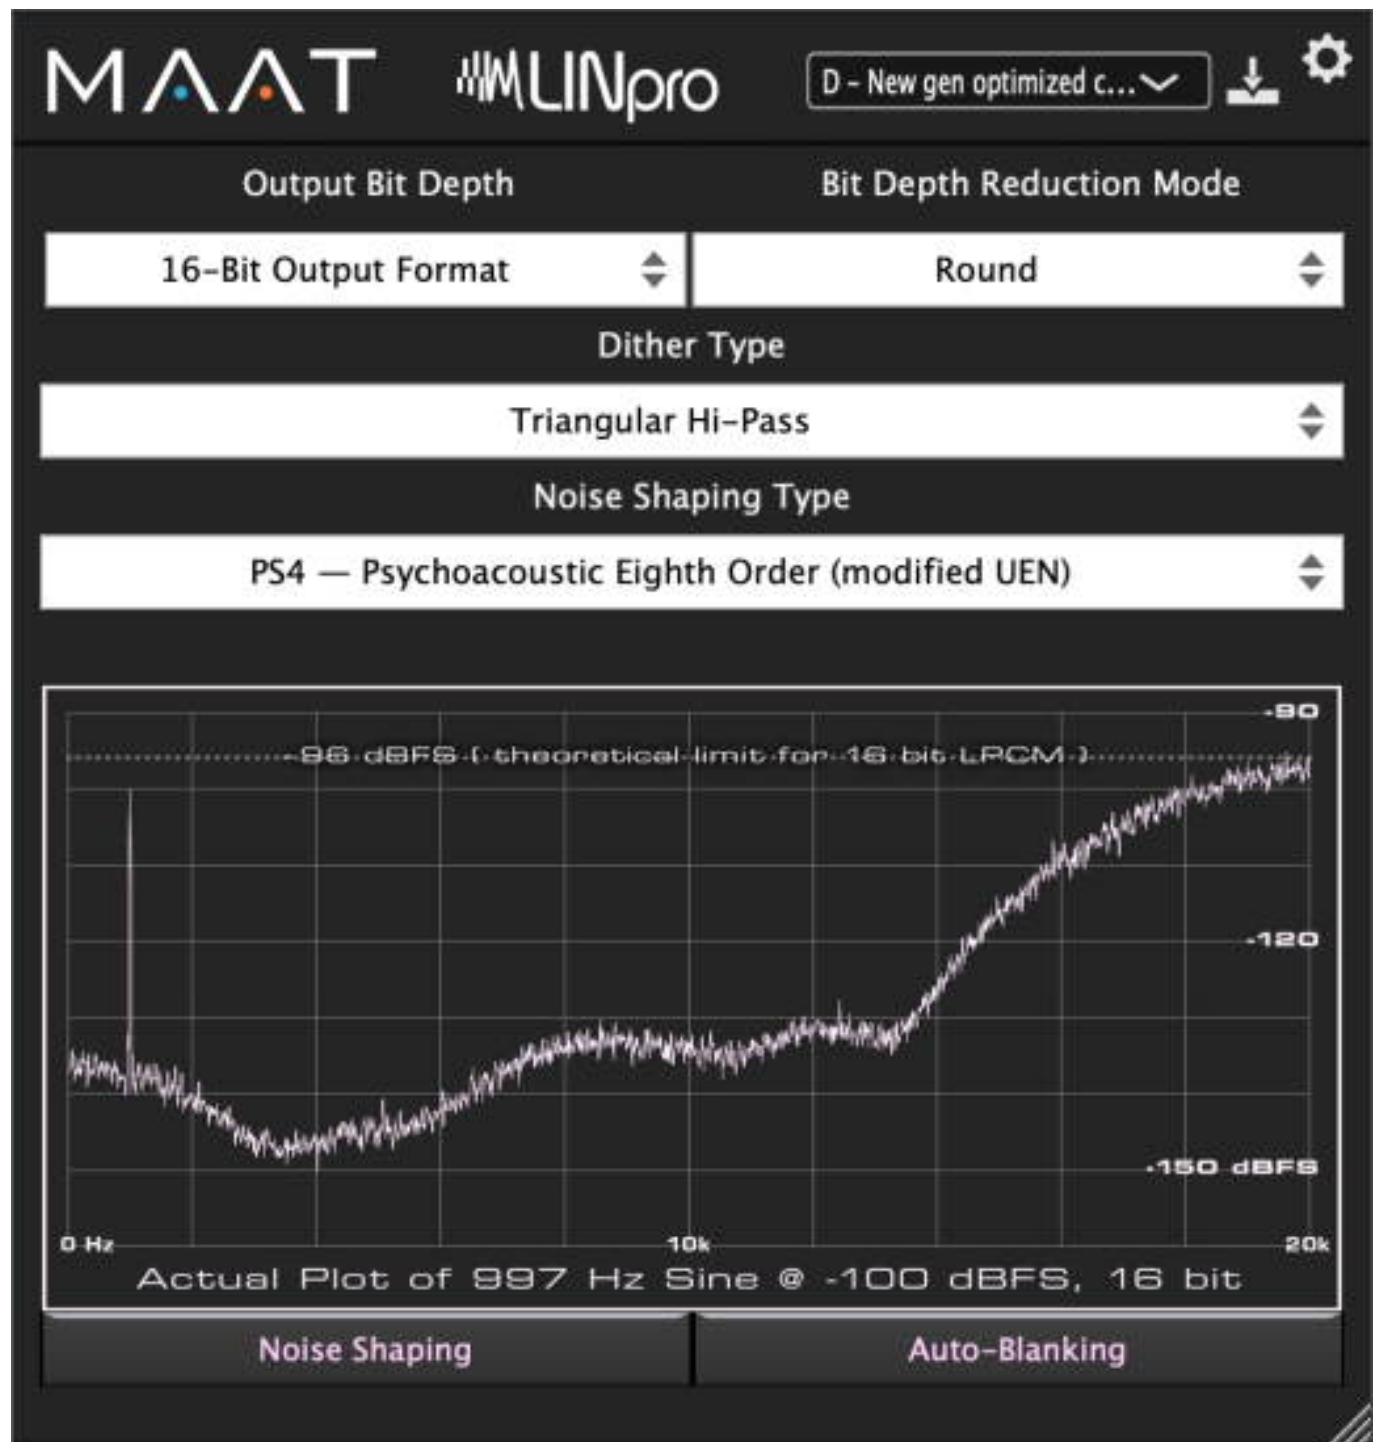 MAAT LINpro D - New gen optimized c...
Output Bit Depth Bit Depth Reduction Mode
16-Bit Output Format Round
Dither Type
Triangular Hi-Pass
Noise Shaping Type
PS4 — Psychoacoustic Eighth Order (modified UEN)
-90
-96 dBFS ( theoretical limit for 16 bit LPCM )
-120
-150 dBFS
0 Hz 10k 20k
Actual Plot of 997 Hz Sine @ -100 dBFS, 16 bit
Noise Shaping Auto-Blanking